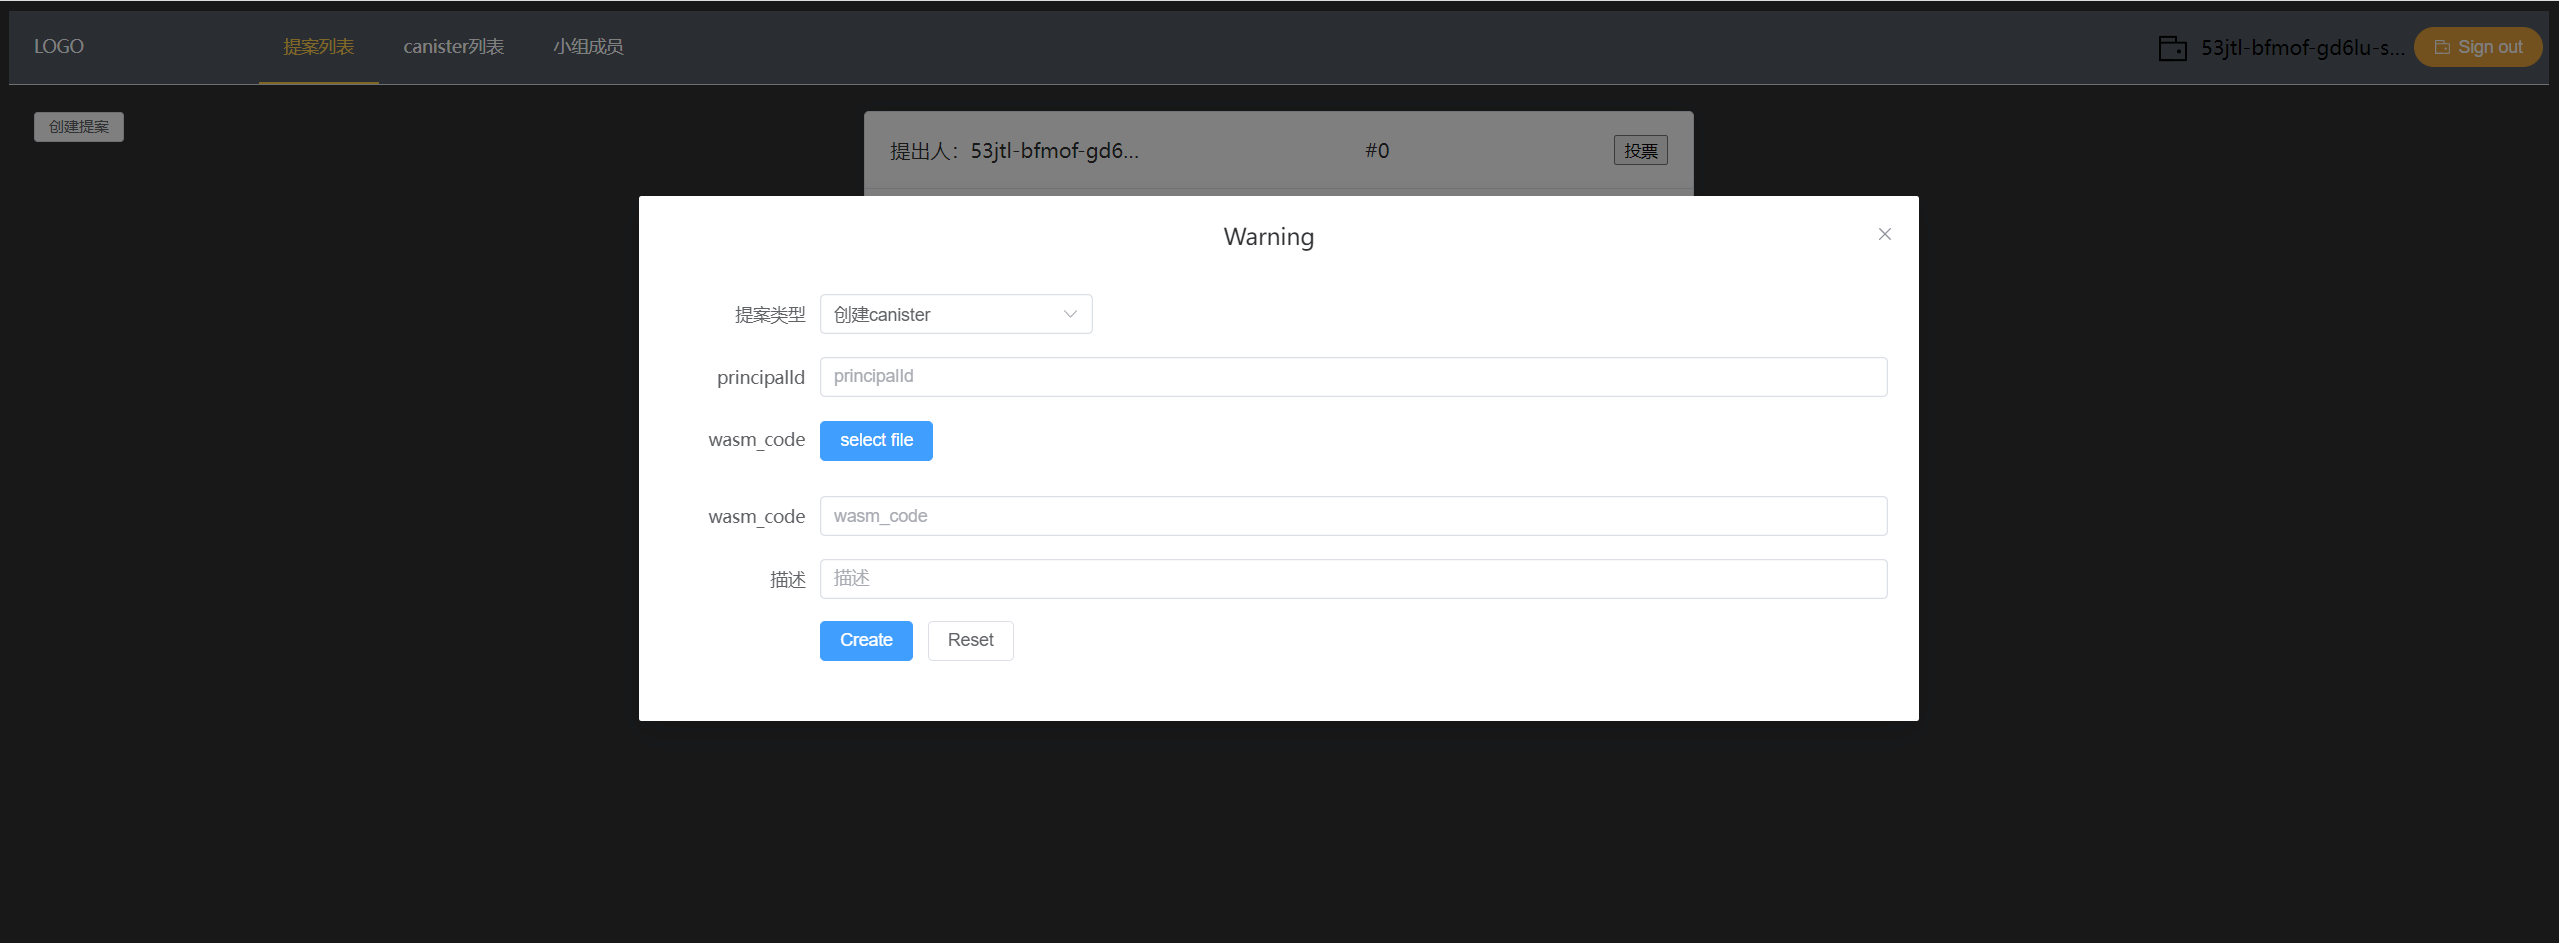 LOGO 提案列表 canister列表 小组成员 53jtl-bfmof-gd6lu-s... Sign out
创建提案
提出人：53jtl-bfmof-gd6... #0 投票
Warning
提案类型 创建canister
principalId principalId
wasm_code select file
wasm_code wasm_code
描述 描述
Create Reset